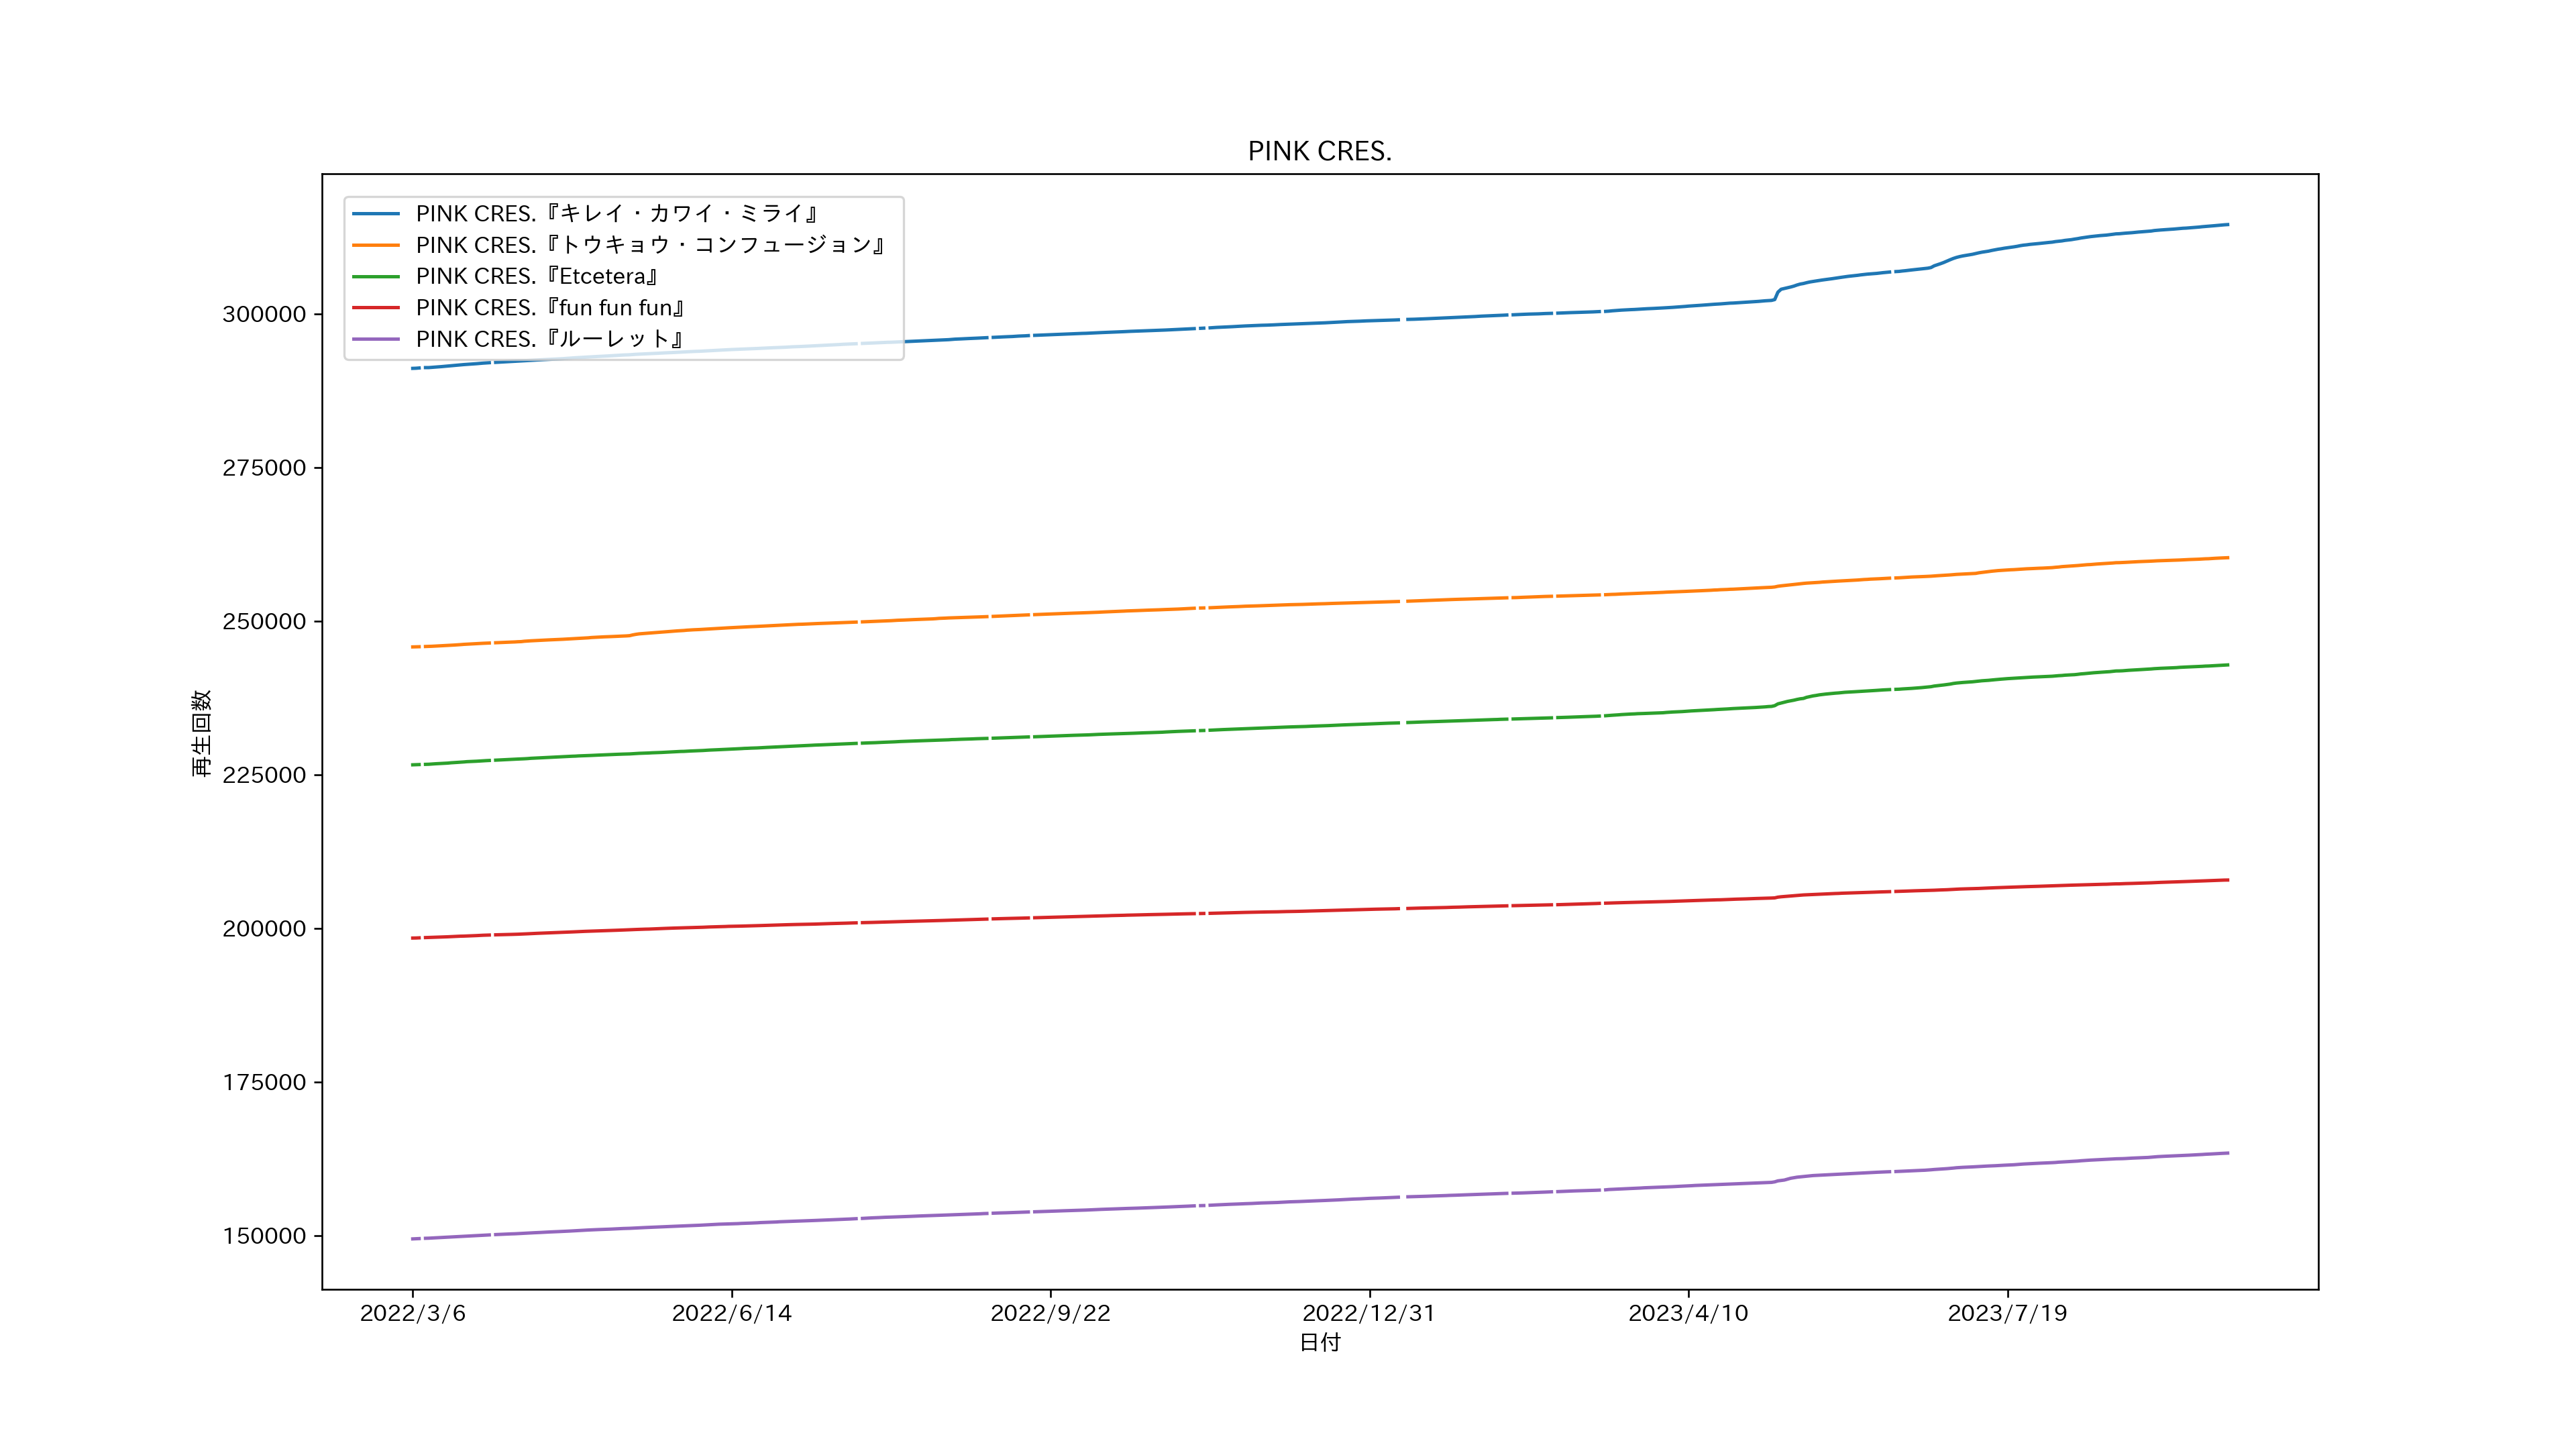 PINK CRES.
PINK CRES.『キレイ・カワイ・ミライ』
PINK CRES.『トウキョウ・コンフュージョン』
PINK CRES.『Etcetera』
PINK CRES.『fun fun fun』
PINK CRES.『ルーレット』
300000
275000
250000
225000
200000
175000
150000
再生回数
2022/3/6
2022/6/14
2022/9/22
2022/12/31
2023/4/10
2023/7/19
日付